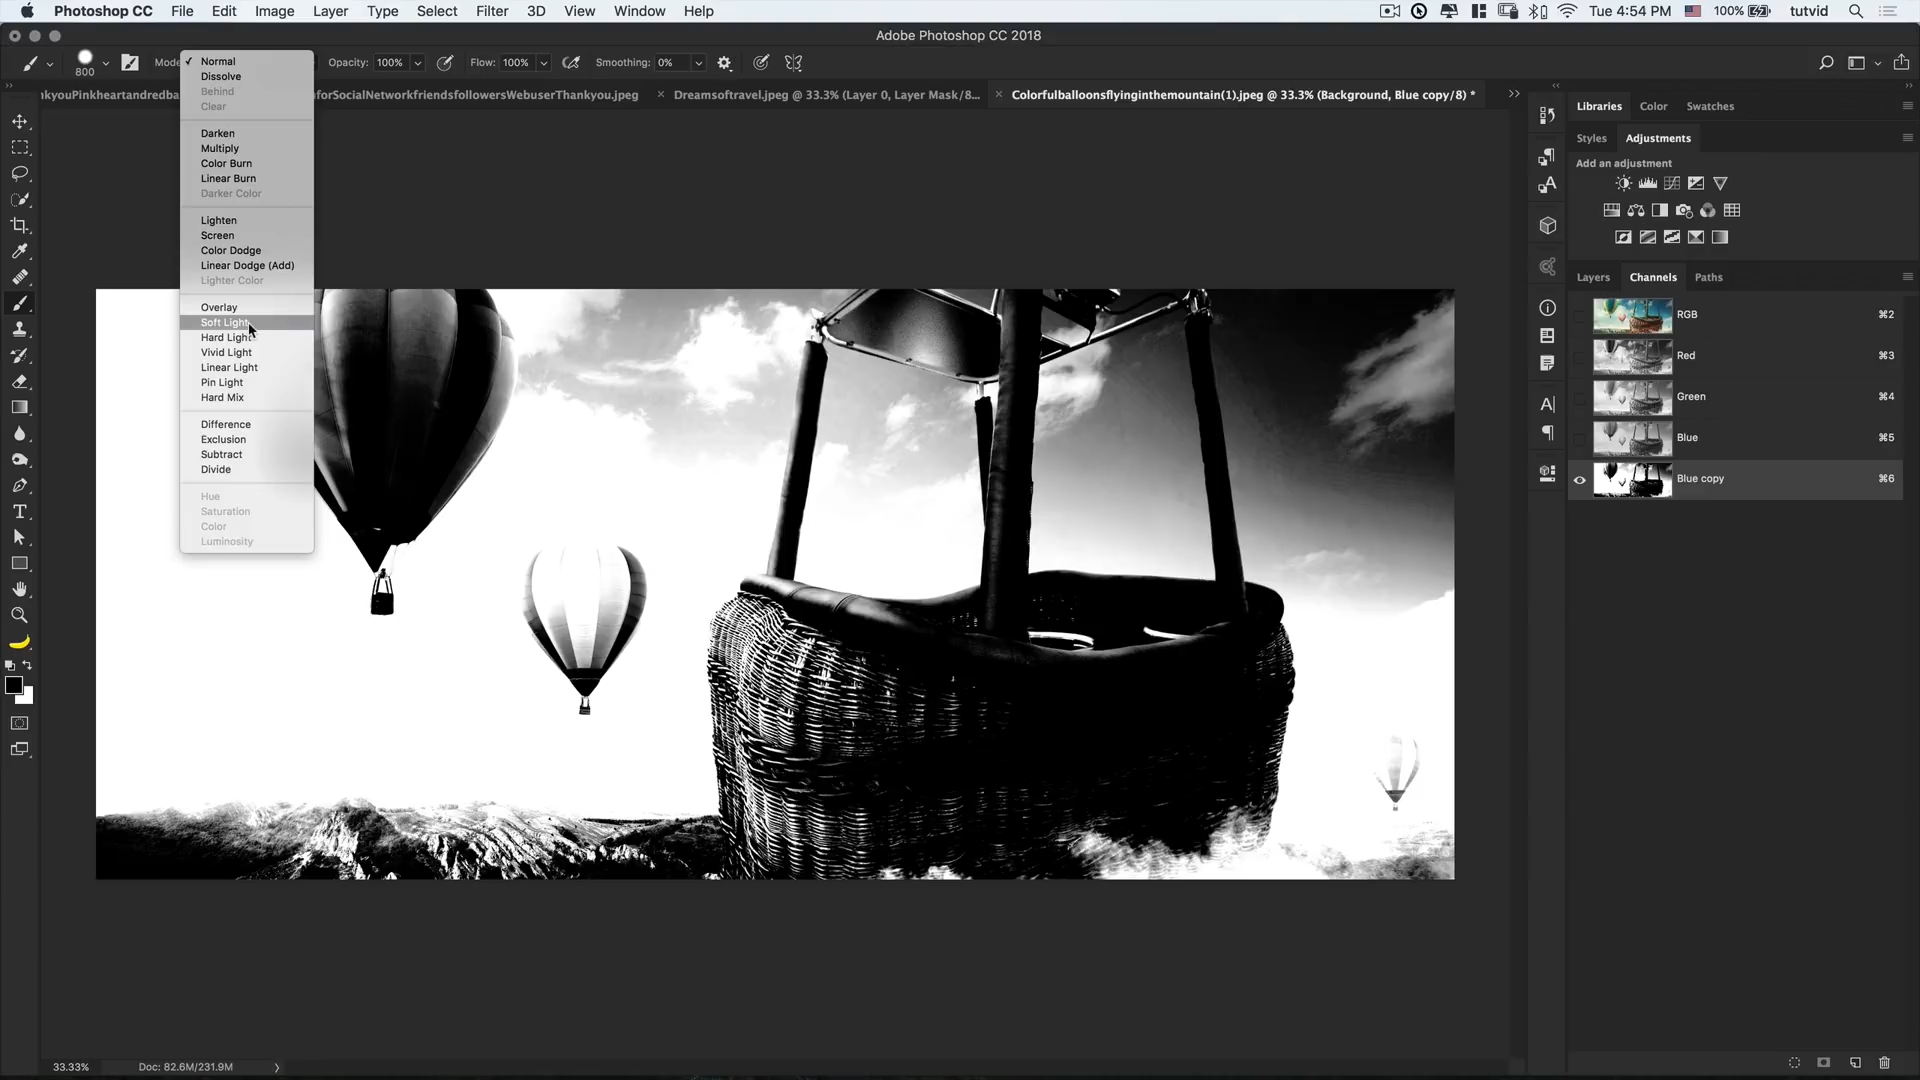 Photoshop CC File Edit Image Layer Type Select Filter 3D View Window Help Tue 4:54 PM 100% tutvid
Adobe Photoshop CC 2018
800 Mode Opacity: 100% Flow: 100% Smoothing: 0%
nkyouPinkheartandredba forSocialNetworkfriendsfollowersWebuserThankyou.jpeg × Dreamsoftravel.jpeg @ 33.3% (Layer 0, Layer Mask/8... × Colorfulballoonsflyinginthemountain(1).jpeg @ 33.3% (Background, Blue copy/8) *
Normal
Dissolve
Behind
Clear
Darken
Multiply
Color Burn
Linear Burn
Darker Color
Lighten
Screen
Color Dodge
Linear Dodge (Add)
Lighter Color
Overlay
Soft Light
Hard Light
Vivid Light
Linear Light
Pin Light
Hard Mix
Difference
Exclusion
Subtract
Divide
Hue
Saturation
Color
Luminosity
Libraries Color Swatches
Styles Adjustments
Add an adjustment
Layers Channels Paths
RGB ⌘2
Red ⌘3
Green ⌘4
Blue ⌘5
Blue copy ⌘6
33.33% Doc: 82.6M/231.9M